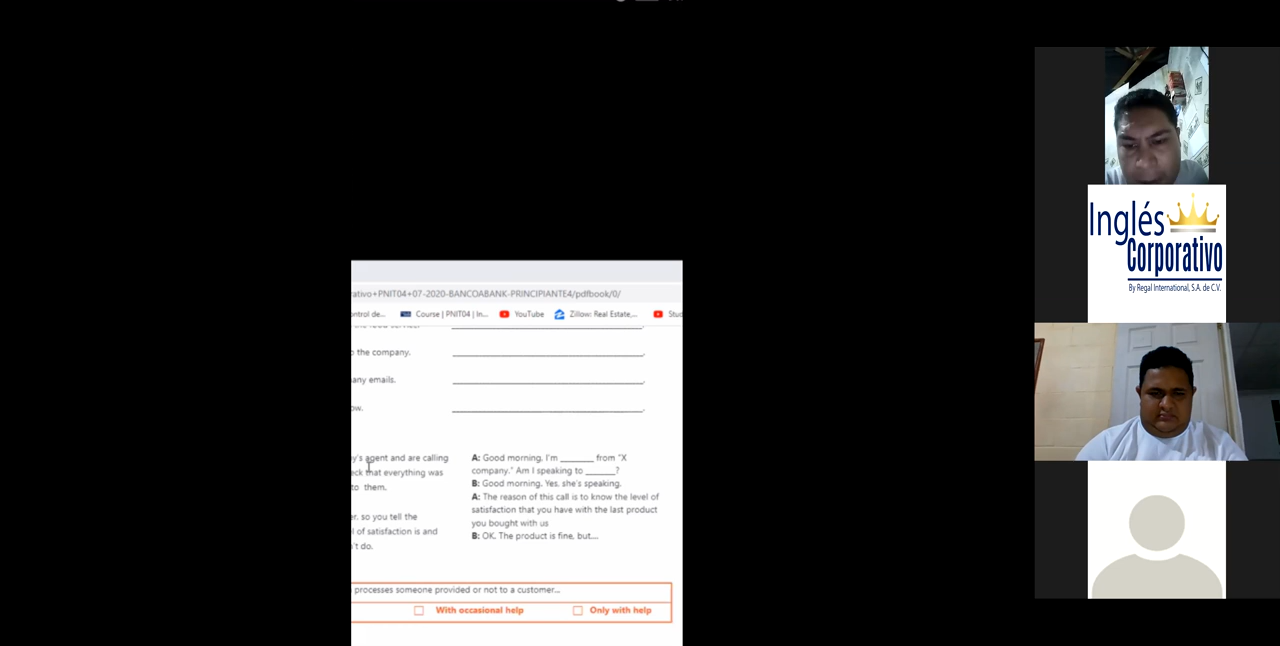 rativo+PNIT04+07-2020-BANCOABANK-PRINCIPIANTE4/pdfbook/0/
ontrol de... Course | PNIT04 | In... YouTube Zillow: Real Estate,... Stud
o the company.
any emails.
ow.
y's agent and are calling
eck that everything was
to them.
er, so you tell the
l of satisfaction is and
n't do.
A: Good morning. I'm _______ from "X
company." Am I speaking to ______?
B: Good morning. Yes, she's speaking.
A: The reason of this call is to know the level of
satisfaction that you have with the last product
you bought with us
B: OK. The product is fine, but....
processes someone provided or not to a customer...
With occasional help
Only with help
Inglés
Corporativo
By Regal International, S.A. de C.V.